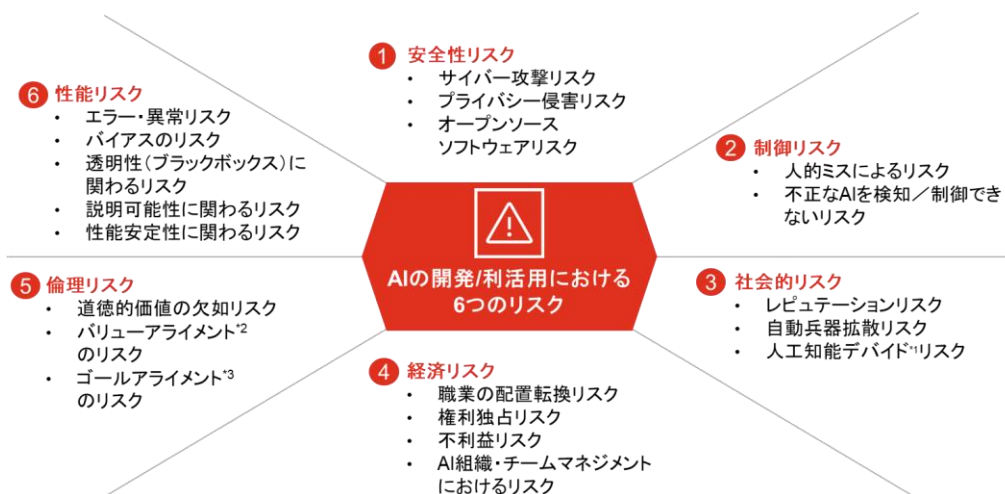 1 安全性リスク
・ サイバー攻撃リスク
・ プライバシー侵害リスク
・ オープンソース
ソフトウェアリスク
2 制御リスク
・ 人的ミスによるリスク
・ 不正なAIを検知／制御でき
ないリスク
3 社会的リスク
・ レピュテーションリスク
・ 自動兵器拡散リスク
・ 人工知能デバイド*1リスク
4 経済リスク
・ 職業の配置転換リスク
・ 権利独占リスク
・ 不利益リスク
・ AI組織・チームマネジメント
におけるリスク
5 倫理リスク
・ 道徳的価値の欠如リスク
・ バリューアライメント*2
のリスク
・ ゴールアライメント*3
のリスク
6 性能リスク
・ エラー・異常リスク
・ バイアスのリスク
・ 透明性（ブラックボックス）に
関わるリスク
・ 説明可能性に関わるリスク
・ 性能安定性に関わるリスク
AIの開発/利活用における
6つのリスク